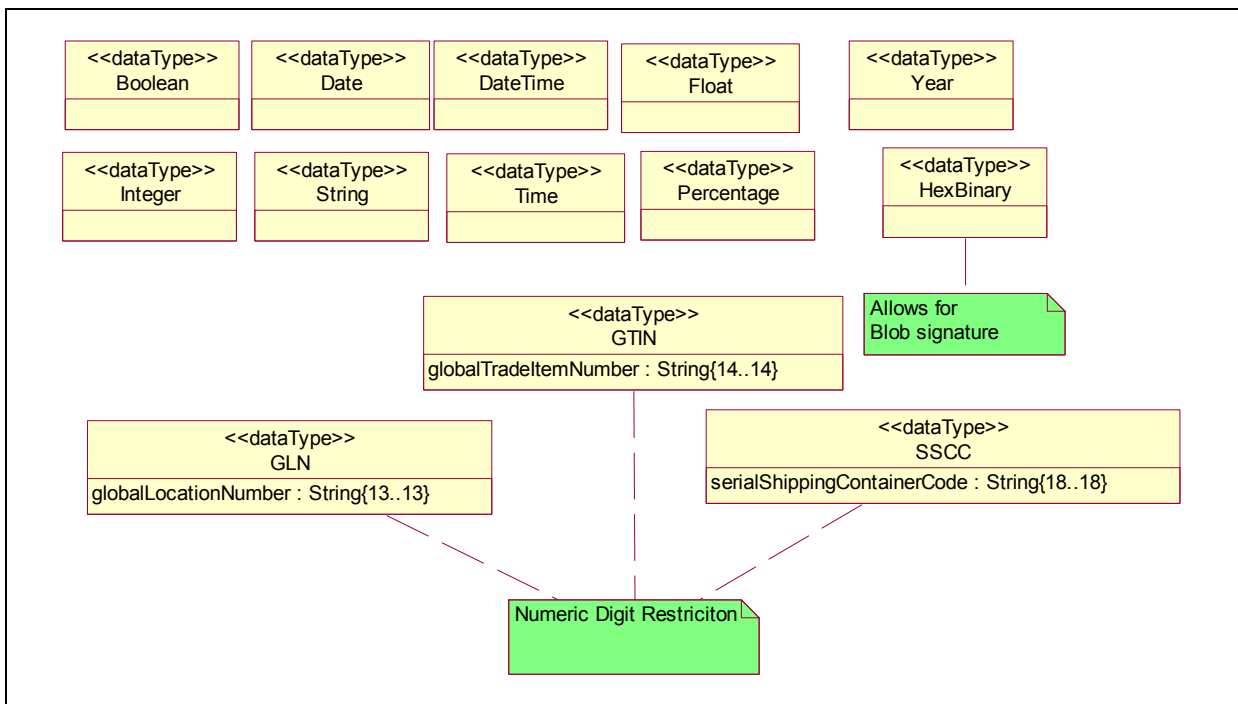 <<dataType>>
Boolean
<<dataType>>
Date
<<dataType>>
DateTime
<<dataType>>
Float
<<dataType>>
Year
<<dataType>>
Integer
<<dataType>>
String
<<dataType>>
Time
<<dataType>>
Percentage
<<dataType>>
HexBinary
Allows for
Blob signature
<<dataType>>
GTIN
globalTradeItemNumber : String{14..14}
<<dataType>>
GLN
globalLocationNumber : String{13..13}
<<dataType>>
SSCC
serialShippingContainerCode : String{18..18}
Numeric Digit Restriciton